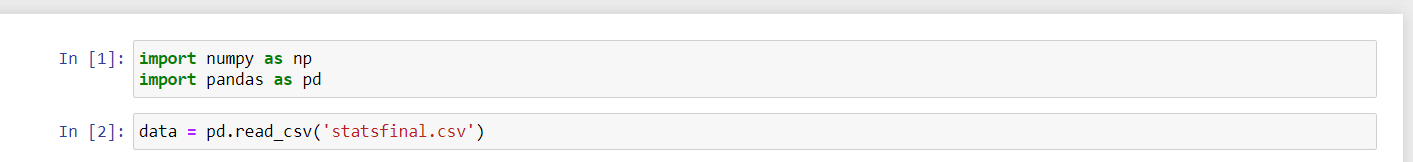 In [1]: import numpy as np
import pandas as pd
In [2]: data = pd.read_csv('statsfinal.csv')